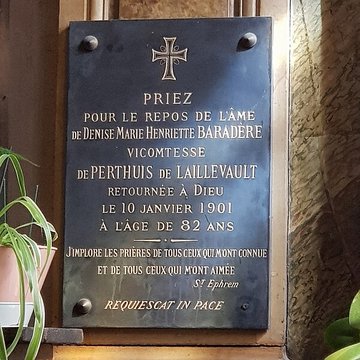 PRIEZ
POUR LE REPOS DE L'ÂME
DE DENISE MARIE HENRIETTE BARADÈRE
VICOMTESSE
DE PERTHUIS DE LAILLEVAULT
RETOURNÉE À DIEU
LE 10 JANVIER 1901
À L'ÂGE DE 82 ANS
J'IMPLORE LES PRIÈRES DE TOUS CEUX QUI M'ONT CONNUE
ET DE TOUS CEUX QUI M'ONT AIMÉE
ST EPHREM
REQUIESCAT IN PACE